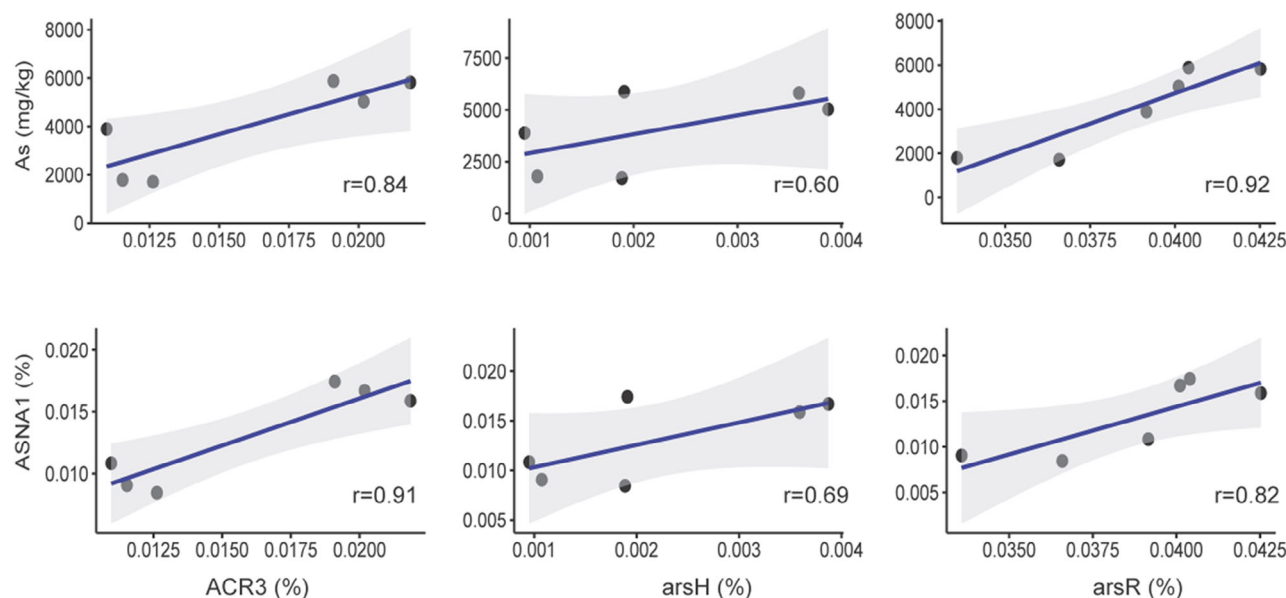 As (mg/kg)
8000
6000
4000
2000
0
r=0.84
0.0125 0.0150 0.0175 0.0200
7500
5000
2500
0
r=0.60
0.001 0.002 0.003 0.004
8000
6000
4000
2000
0
r=0.92
0.0350 0.0375 0.0400 0.0425
ASNA1 (%)
0.020
0.015
0.010
r=0.91
0.0125 0.0150 0.0175 0.0200
ACR3 (%)
0.020
0.015
0.010
0.005
r=0.69
0.001 0.002 0.003 0.004
arsH (%)
0.020
0.015
0.010
0.005
r=0.82
0.0350 0.0375 0.0400 0.0425
arsR (%)